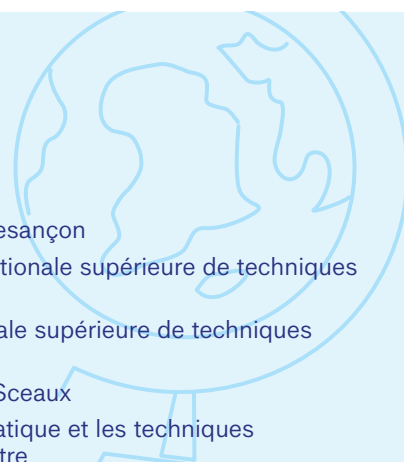 esançon
tionale supérieure de techniques
ale supérieure de techniques
Sceaux
atique et les techniques
tre